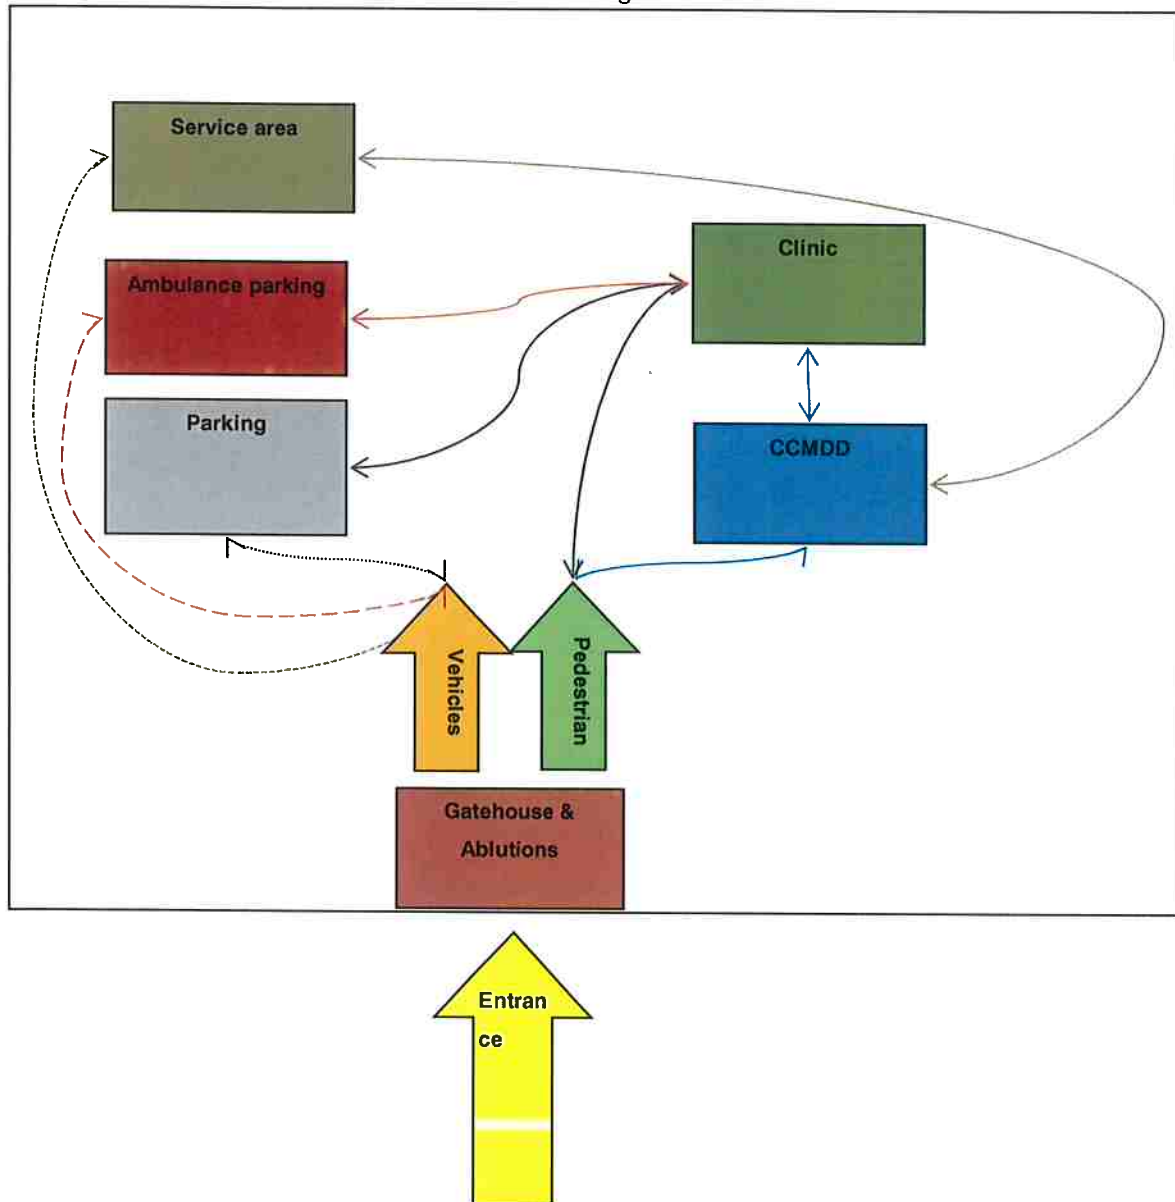 Service area
Clinic
Ambulance parking
Parking
CCMDD
Vehicles
Pedestrian
Gatehouse &
Ablutions
Entran
ce